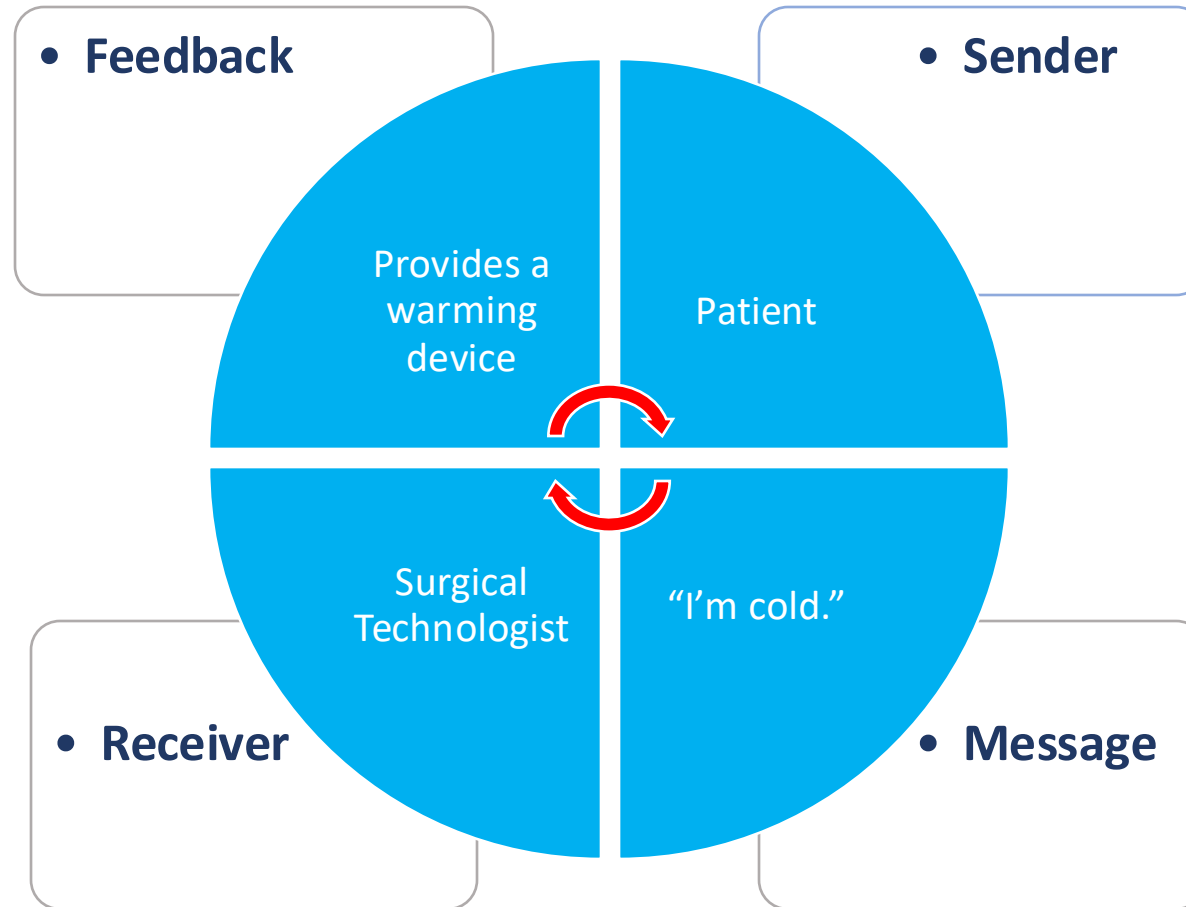 • Feedback
• Sender
Provides a
warming
device
Patient
Surgical
Technologist
“I’m cold.”
• Receiver
• Message